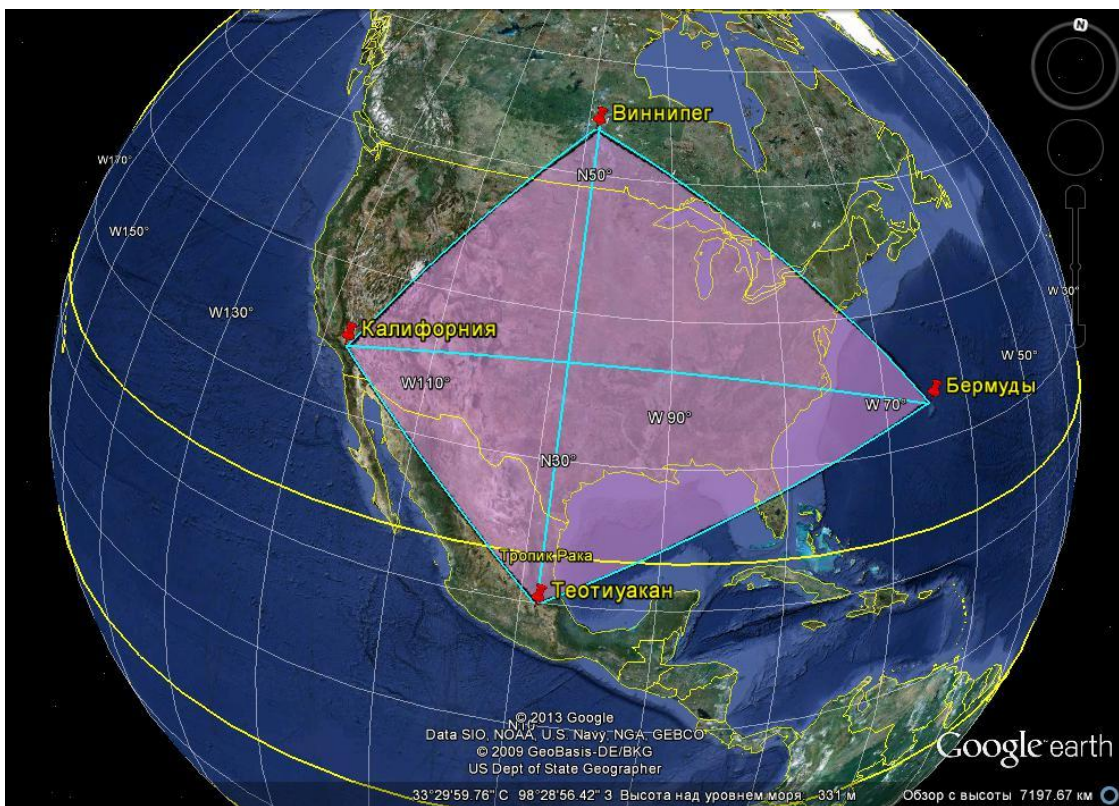 N
Виннипег
W170°
N50°
W150°
W 30°
W130°
Калифорния
W 50°
W110°
Бермуды
W 70°
W 90°
N30°
Тропик Рака
Теотиуакан
© 2013 Google
Data SIO, NOAA, U.S. Navy, NGA, GEBCO
© 2009 GeoBasis-DE/BKG
US Dept of State Geographer
Google earth
33°29'59.76" С 98°28'56.42" З Высота над уровнем моря: 331 м Обзор с высоты 7197.67 км